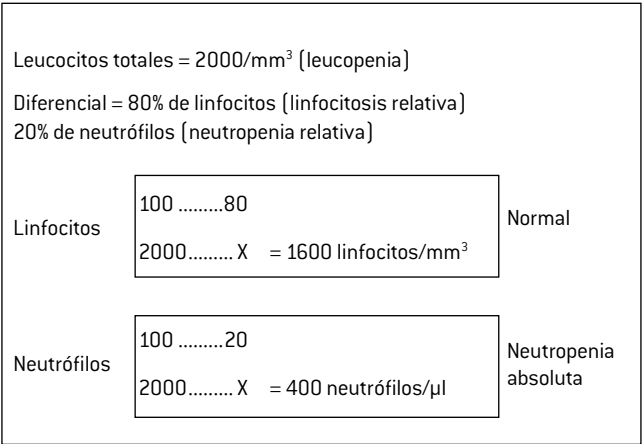 Leucocitos totales = 2000/mm³ (leucopenia)
Diferencial = 80% de linfocitos (linfocitosis relativa)
20% de neutrófilos (neutropenia relativa)
Linfocitos
100 .........80
2000......... X = 1600 linfocitos/mm³
Normal
Neutrófilos
100 .........20
2000......... X = 400 neutrófilos/µl
Neutropenia
absoluta